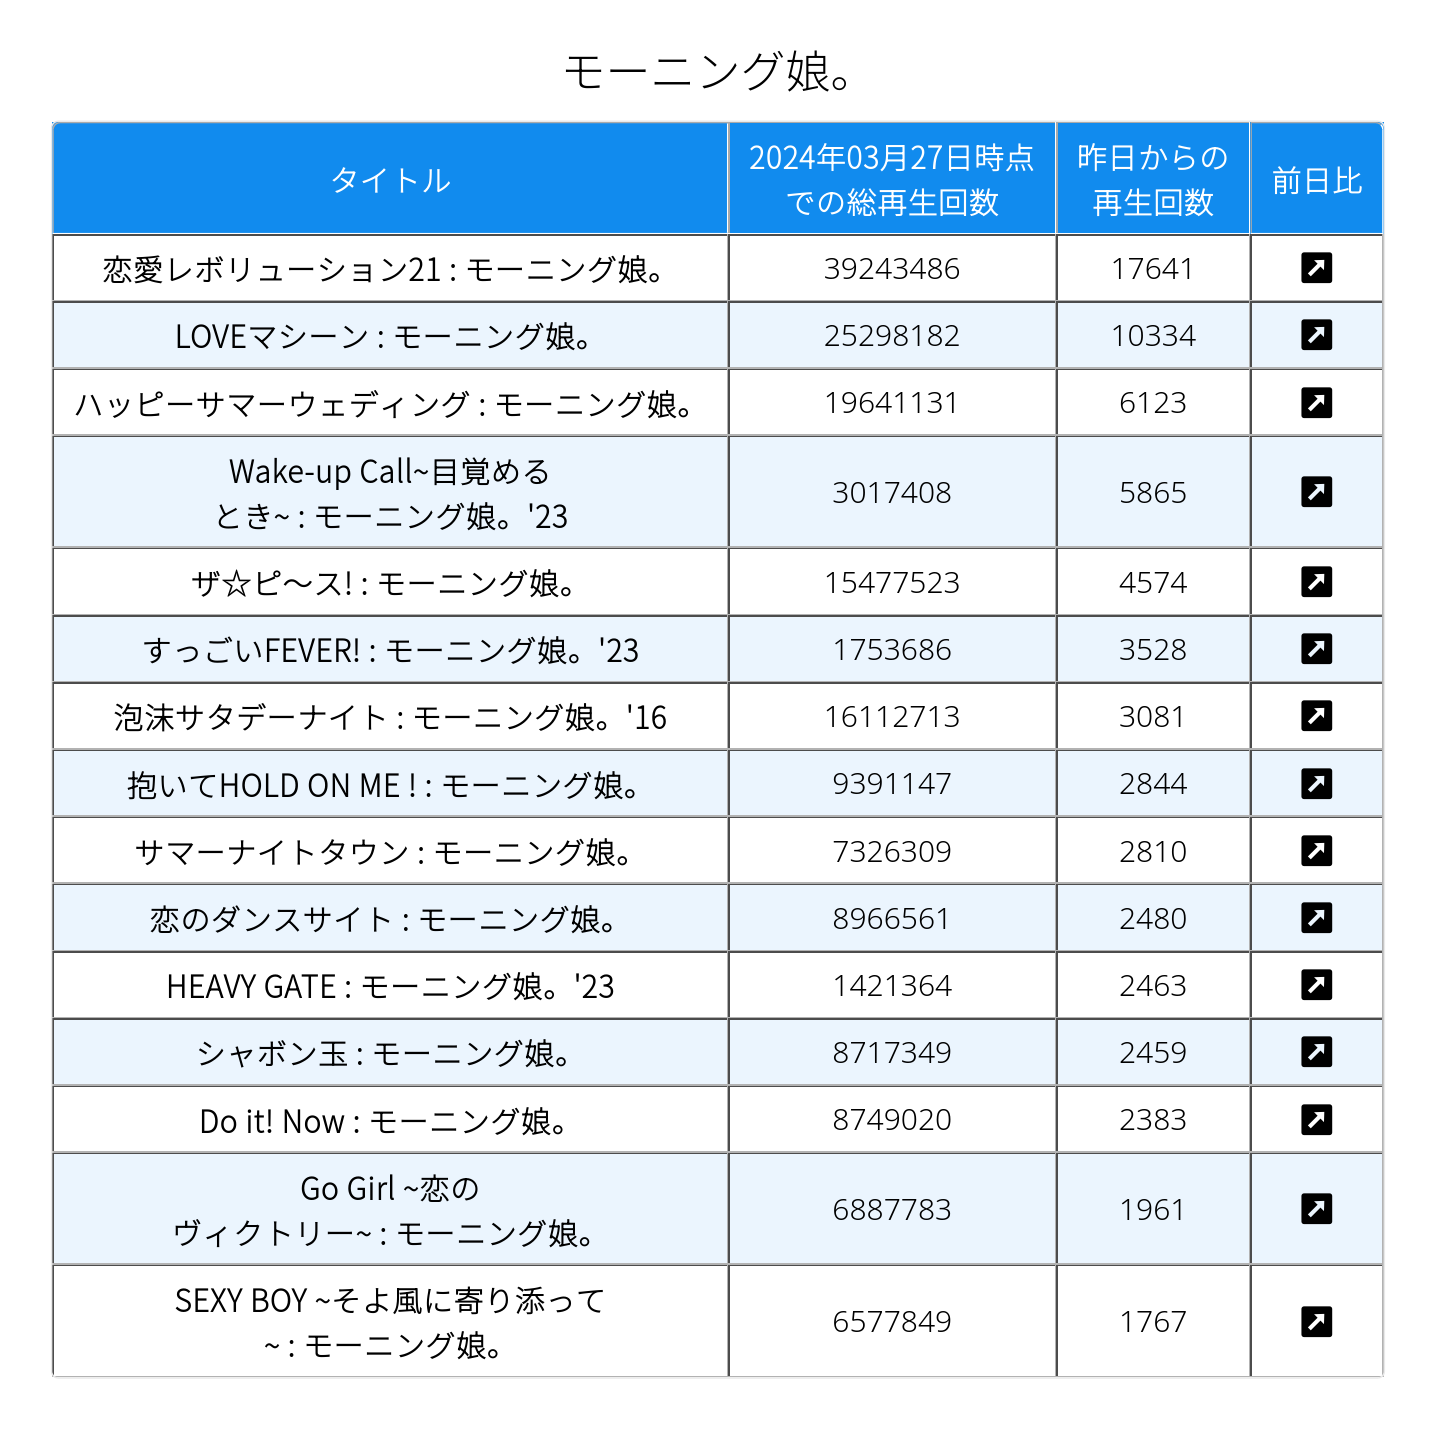 モーニング娘。
タイトル
2024年03月27日時点
での総再生回数
昨日からの
再生回数
前日比
恋愛レボリューション21 : モーニング娘。 39243486 17641
LOVEマシーン : モーニング娘。 25298182 10334
ハッピーサマーウェディング : モーニング娘。 19641131 6123
Wake-up Call~目覚める
とき~ : モーニング娘。'23 3017408 5865
ザ☆ピ〜ス! : モーニング娘。 15477523 4574
すっごいFEVER! : モーニング娘。'23 1753686 3528
泡沫サタデーナイト : モーニング娘。'16 16112713 3081
抱いてHOLD ON ME ! : モーニング娘。 9391147 2844
サマーナイトタウン : モーニング娘。 7326309 2810
恋のダンスサイト : モーニング娘。 8966561 2480
HEAVY GATE : モーニング娘。'23 1421364 2463
シャボン玉 : モーニング娘。 8717349 2459
Do it! Now : モーニング娘。 8749020 2383
Go Girl ~恋の
ヴィクトリー~ : モーニング娘。 6887783 1961
SEXY BOY ~そよ風に寄り添って
~ : モーニング娘。 6577849 1767